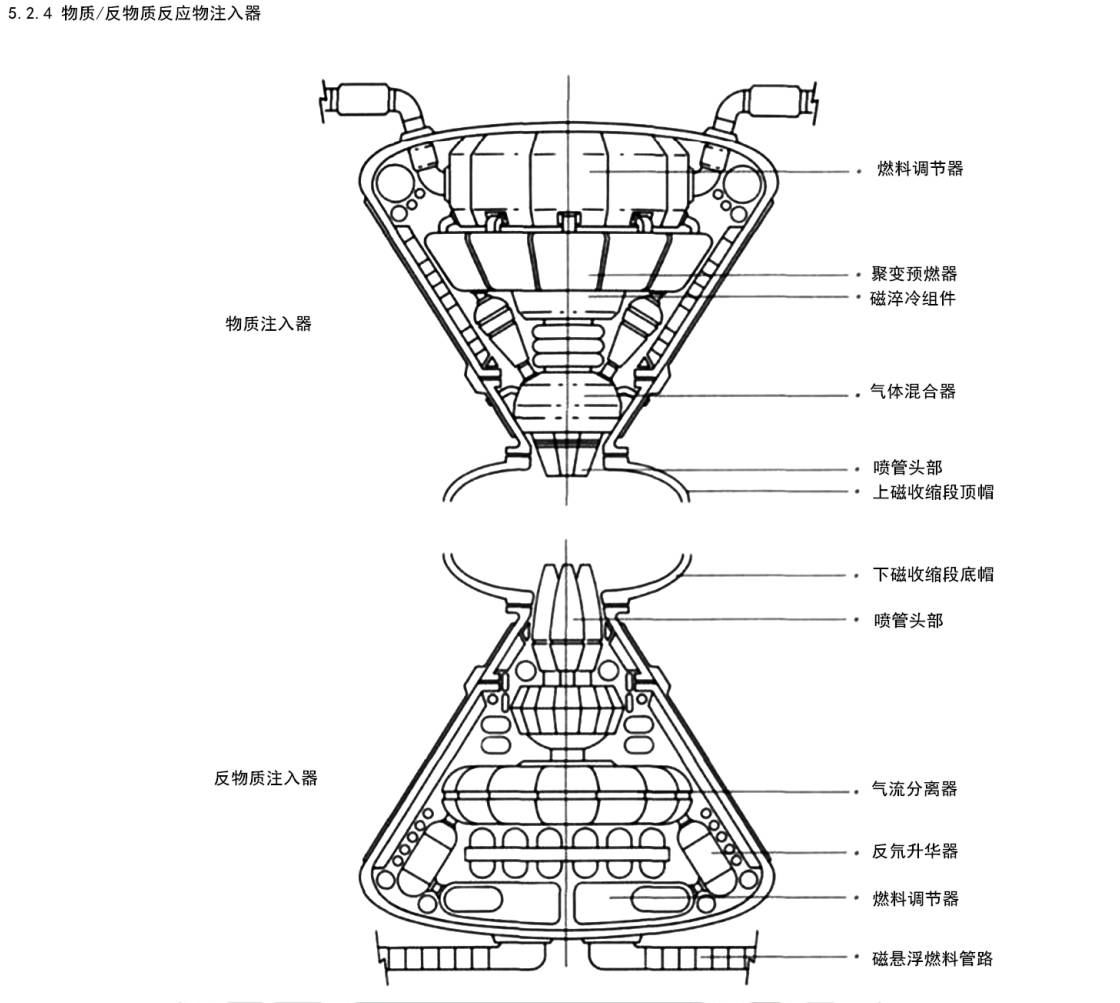 5.2.4 物质/反物质反应物注入器
燃料调节器
聚变预燃器
磁淬冷组件
物质注入器
气体混合器
喷管头部
上磁收缩段顶帽
下磁收缩段底帽
喷管头部
反物质注入器
气流分离器
反氘升华器
燃料调节器
磁悬浮燃料管路